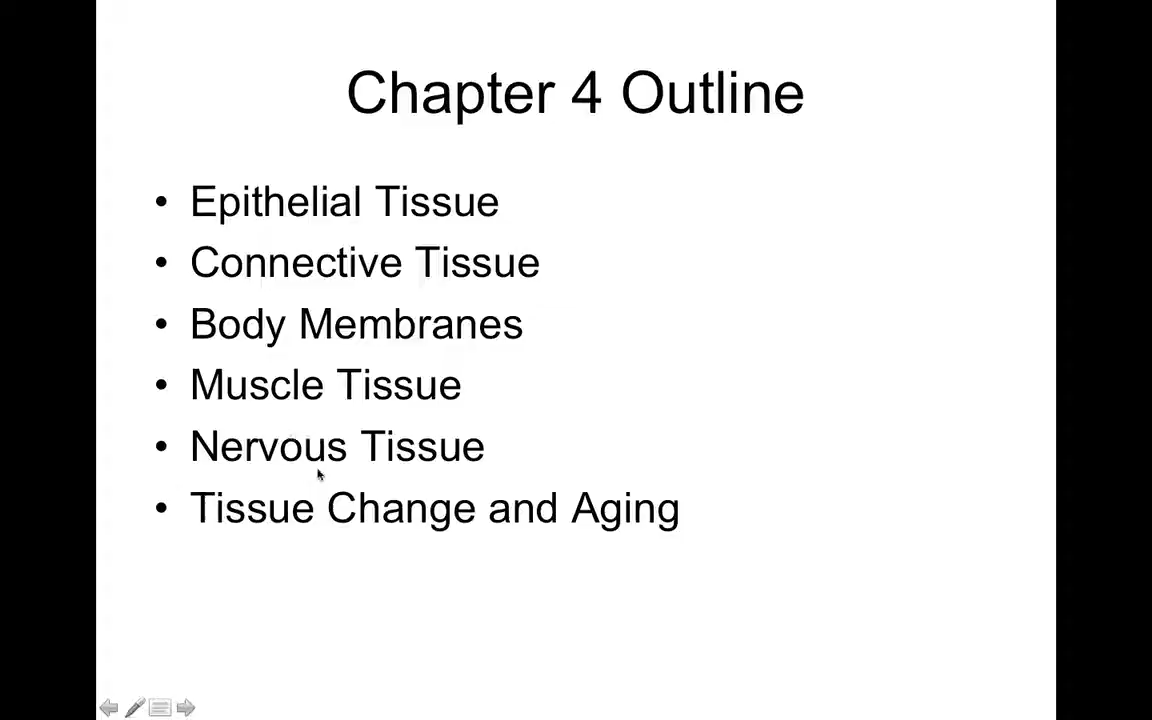 Chapter 4 Outline
• Epithelial Tissue
• Connective Tissue
• Body Membranes
• Muscle Tissue
• Nervous Tissue
• Tissue Change and Aging